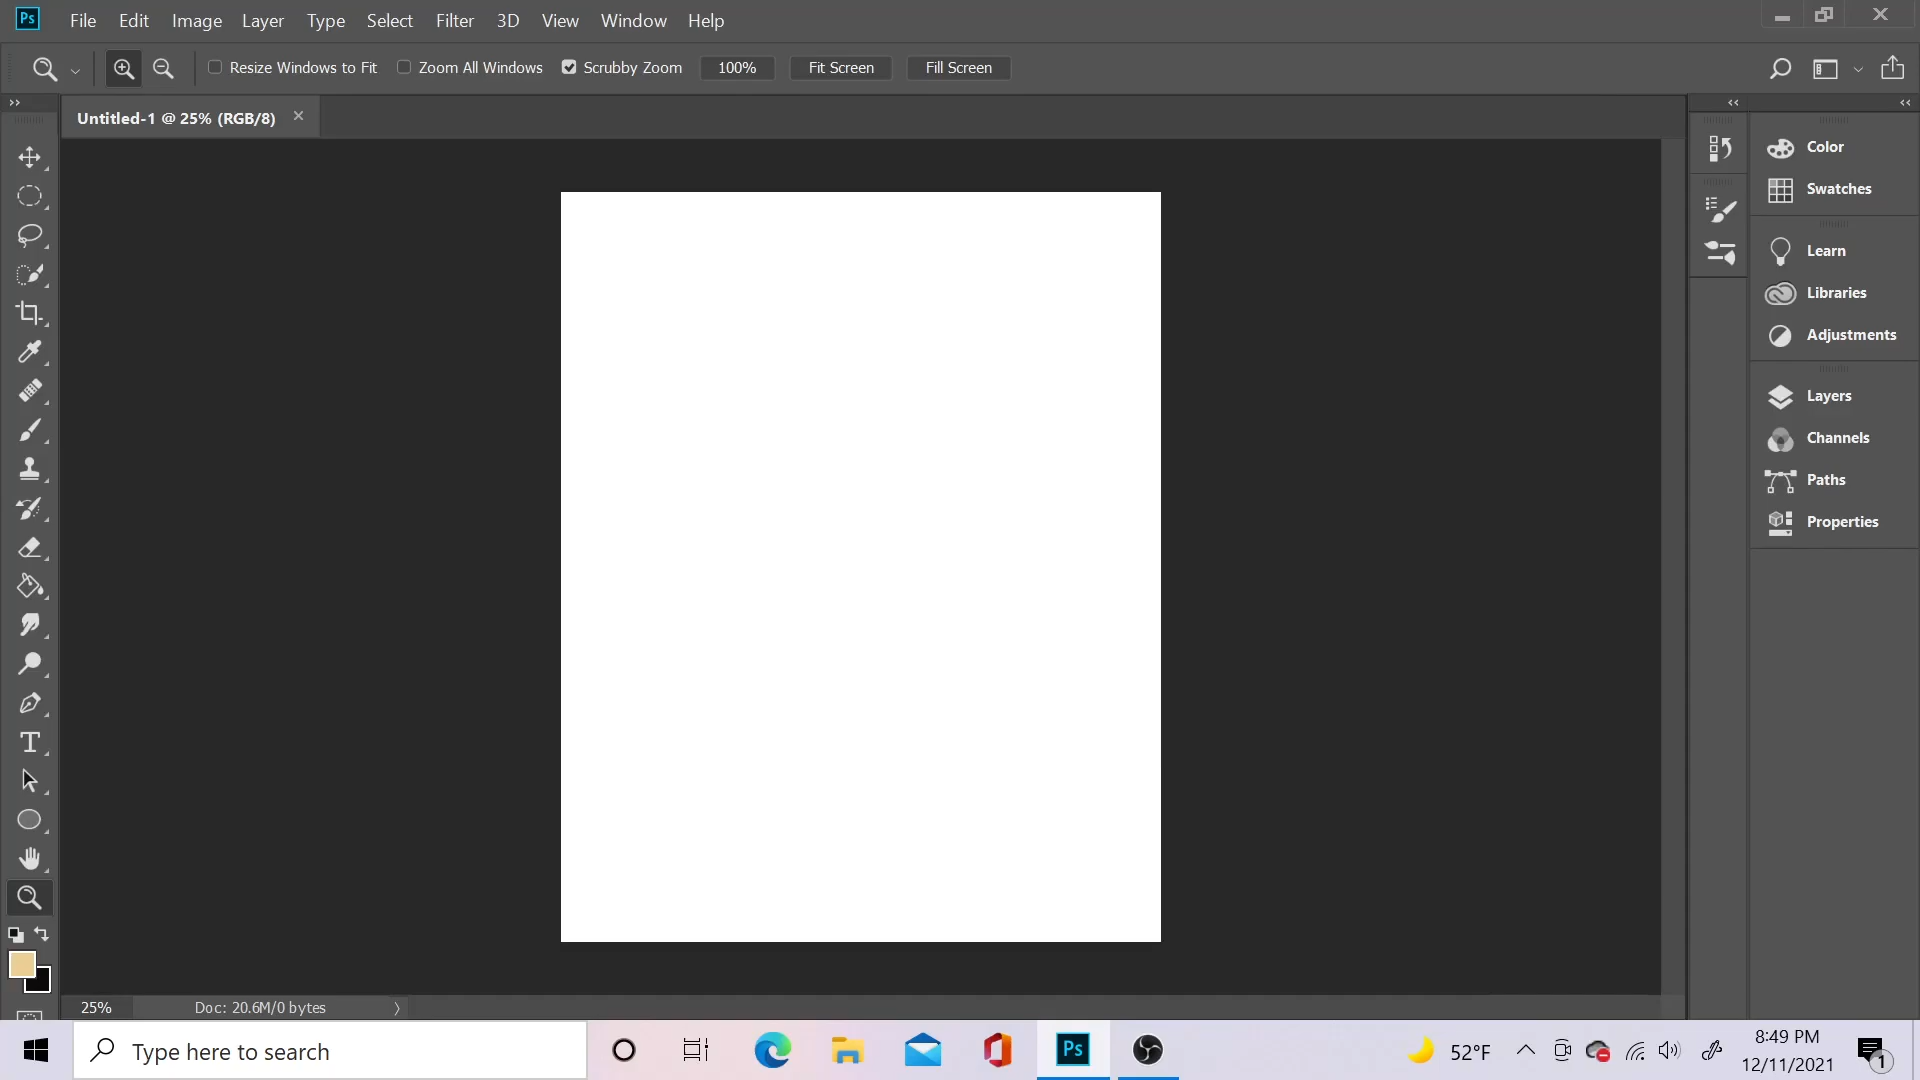 Ps File Edit Image Layer Type Select Filter 3D View Window Help
Resize Windows to Fit Zoom All Windows Scrubby Zoom 100% Fit Screen Fill Screen
Untitled-1 @ 25% (RGB/8)
Color
Swatches
Learn
Libraries
Adjustments
Layers
Channels
Paths
Properties
T
25% Doc: 20.6M/0 bytes
Type here to search
Ps
52°F
8:49 PM
12/11/2021
1